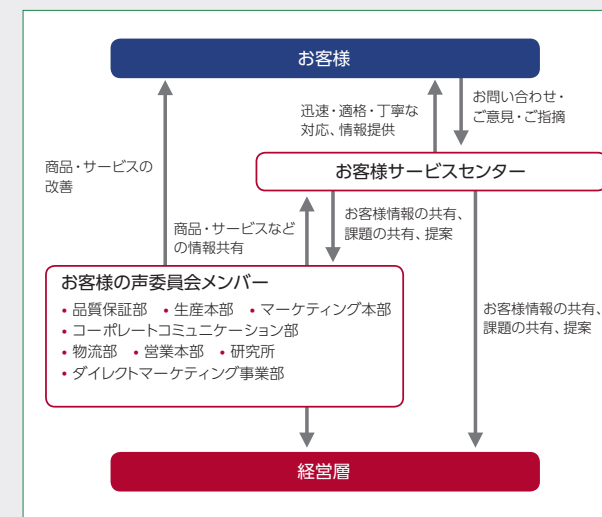 お客様
迅速・適格・丁寧な
対応、情報提供
お問い合わせ・
ご意見・ご指摘
商品・サービスの
改善
お客様サービスセンター
商品・サービスなど
の情報共有
お客様情報の共有、
課題の共有、提案
お客様の声委員会メンバー
• 品質保証部 • 生産本部 • マーケティング本部
• コーポレートコミュニケーション部
• 物流部 • 営業本部 • 研究所
• ダイレクトマーケティング事業部
お客様情報の共有、
課題の共有、提案
経営層